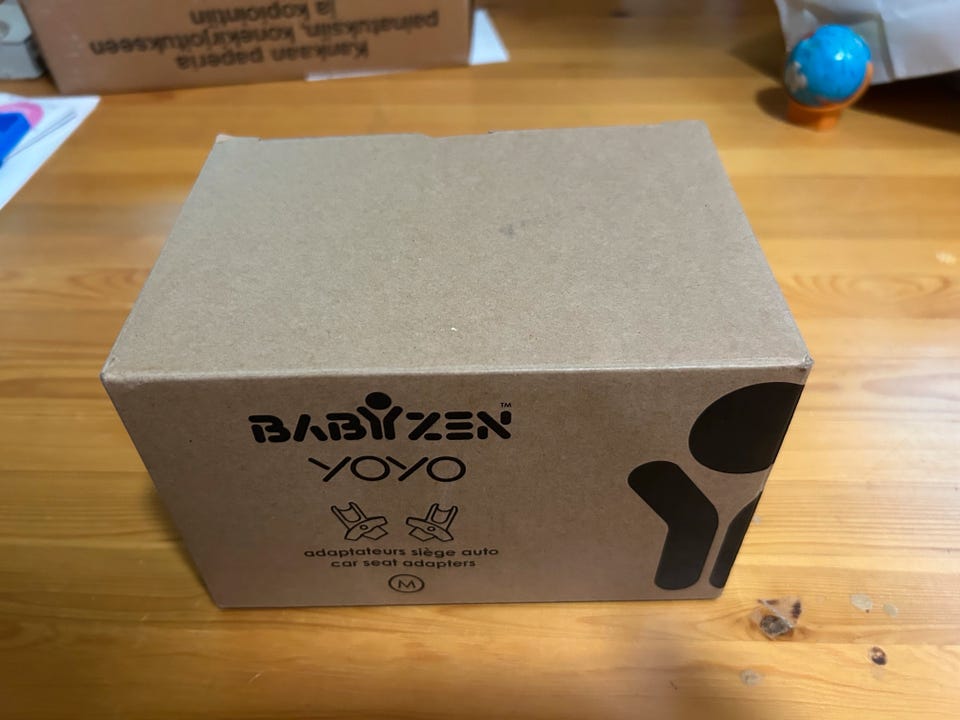 Kankaan paperia
painatuksiin, konekirjoitukseen
ja kopiointiin
BABYZEN™
YOYO
adaptateurs siège auto
car seat adapters
M